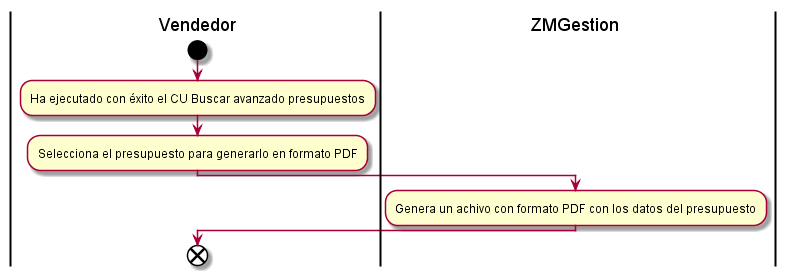 Vendedor
ZMGestion
Ha ejecutado con éxito el CU Buscar avanzado presupuestos
Selecciona el presupuesto para generarlo en formato PDF
Genera un achivo con formato PDF con los datos del presupuesto